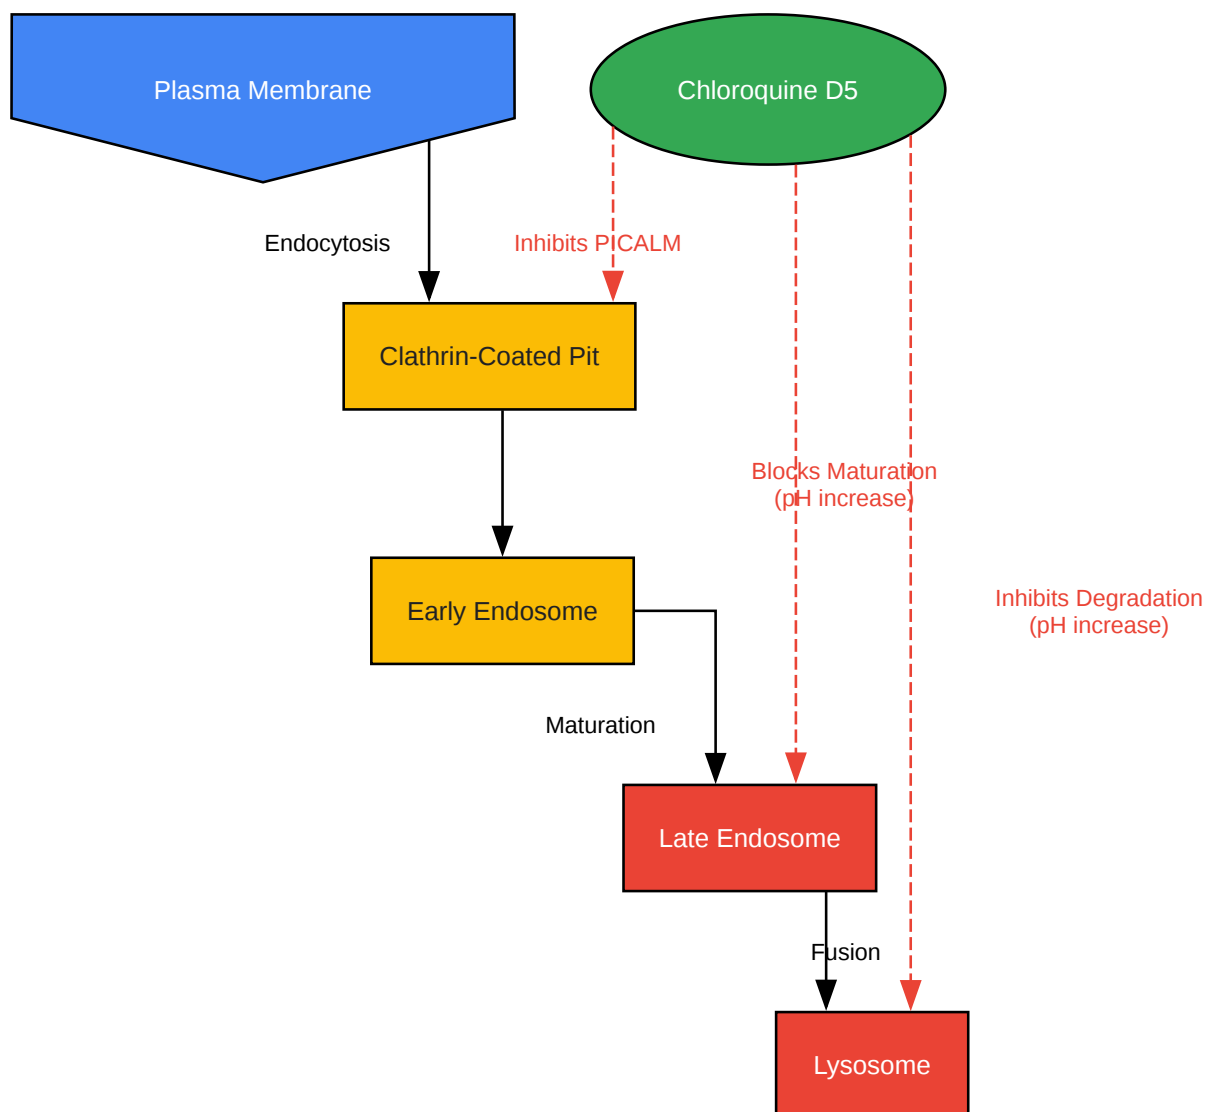 Plasma Membrane
Chloroquine D5
Endocytosis
Inhibits PICALM
Clathrin-Coated Pit
Blocks Maturation
(pH increase)
Early Endosome
Inhibits Degradation
(pH increase)
Maturation
Late Endosome
Fusion
Lysosome